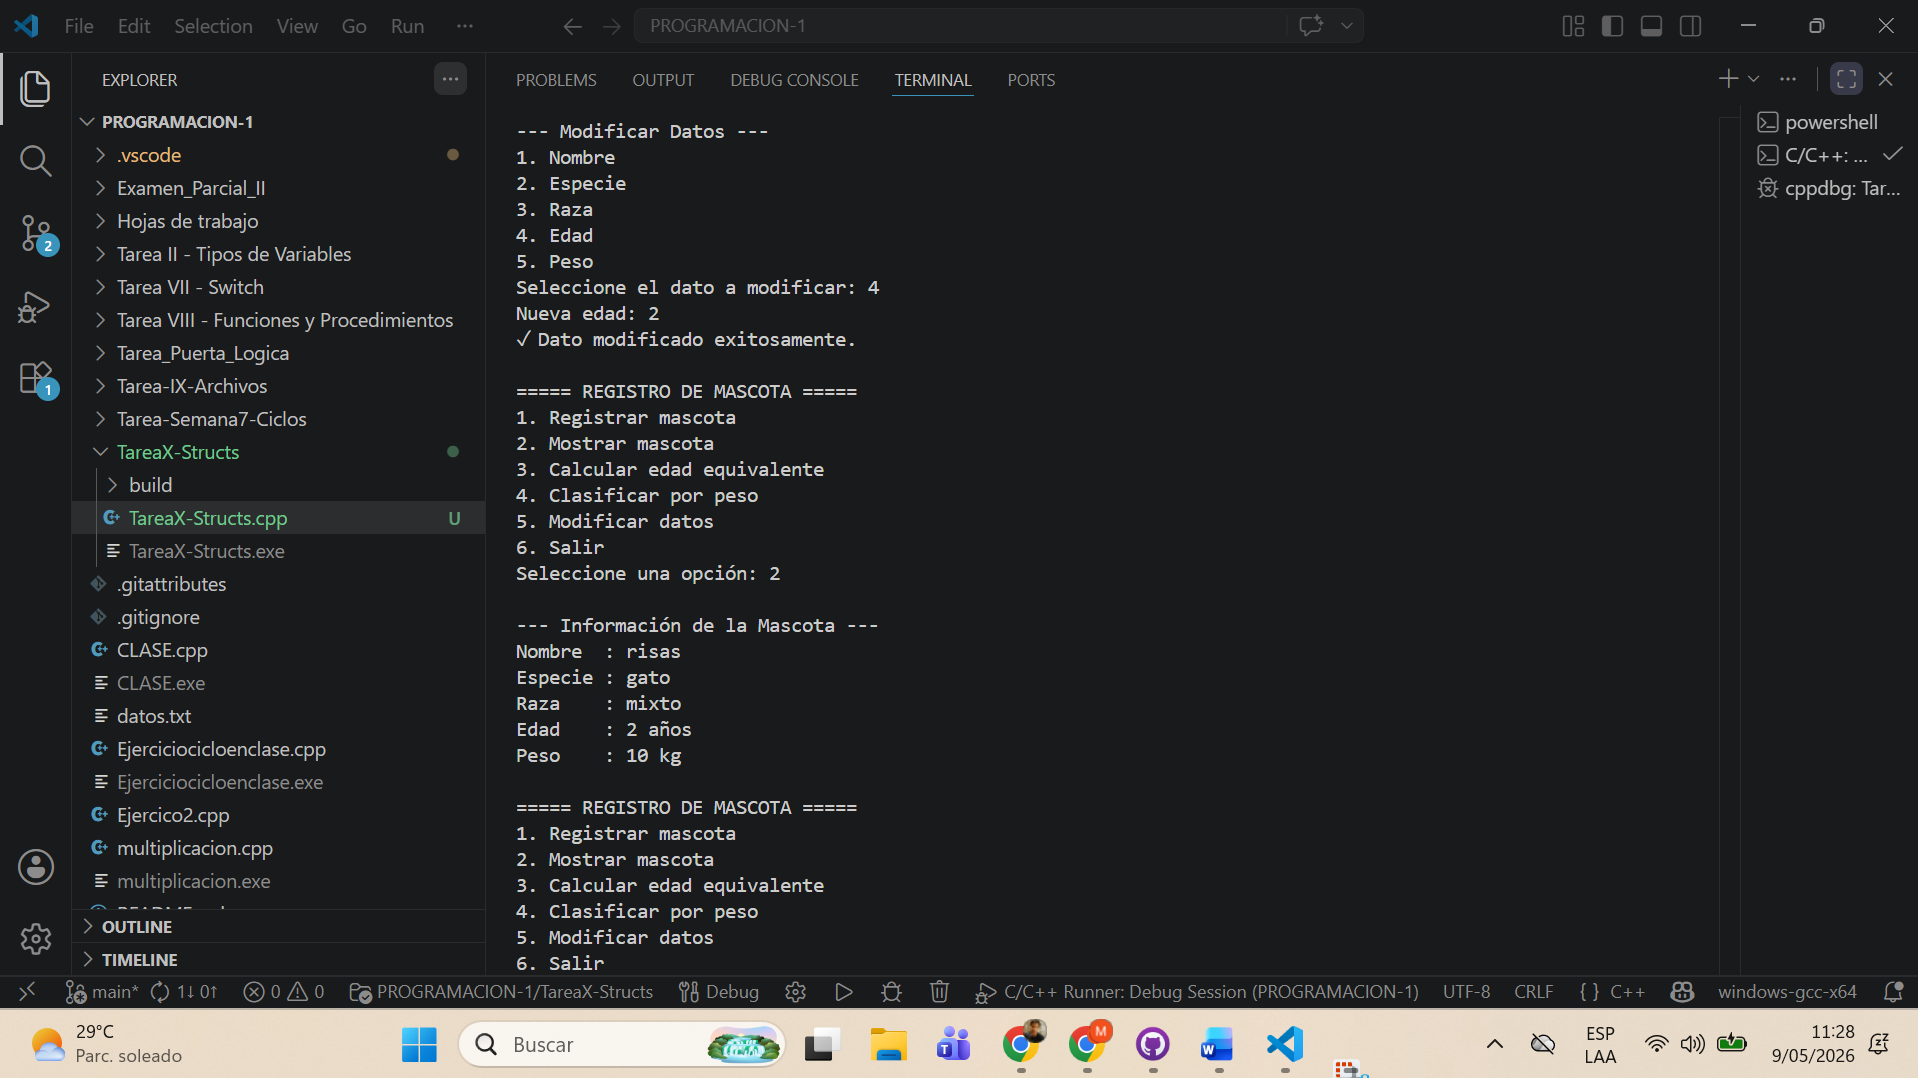 File Edit Selection View Go Run ···
PROGRAMACION-1
EXPLORER
PROGRAMACION-1
.vscode
Examen_Parcial_II
Hojas de trabajo
Tarea II - Tipos de Variables
Tarea VII - Switch
Tarea VIII - Funciones y Procedimientos
Tarea_Puerta_Logica
Tarea-IX-Archivos
Tarea-Semana7-Ciclos
TareaX-Structs
build
TareaX-Structs.cpp U
TareaX-Structs.exe
.gitattributes
.gitignore
CLASE.cpp
CLASE.exe
datos.txt
Ejerciciocicloenclase.cpp
Ejerciciocicloenclase.exe
Ejercico2.cpp
multiplicacion.cpp
multiplicacion.exe
OUTLINE
TIMELINE
2
1
PROBLEMS OUTPUT DEBUG CONSOLE TERMINAL PORTS
--- Modificar Datos ---
1. Nombre
2. Especie
3. Raza
4. Edad
5. Peso
Seleccione el dato a modificar: 4
Nueva edad: 2
✓ Dato modificado exitosamente.
===== REGISTRO DE MASCOTA =====
1. Registrar mascota
2. Mostrar mascota
3. Calcular edad equivalente
4. Clasificar por peso
5. Modificar datos
6. Salir
Seleccione una opción: 2
--- Información de la Mascota ---
Nombre : risas
Especie : gato
Raza : mixto
Edad : 2 años
Peso : 10 kg
===== REGISTRO DE MASCOTA =====
1. Registrar mascota
2. Mostrar mascota
3. Calcular edad equivalente
4. Clasificar por peso
5. Modificar datos
6. Salir
powershell
C/C++: ...
cppdbg: Tar...
main* 1↓ 0↑ 0 0 PROGRAMACION-1/TareaX-Structs Debug C/C++ Runner: Debug Session (PROGRAMACION-1) UTF-8 CRLF { } C++ windows-gcc-x64
29°C
Parc. soleado
Buscar
T
M
W
ESP
LAA
11:28
9/05/2026